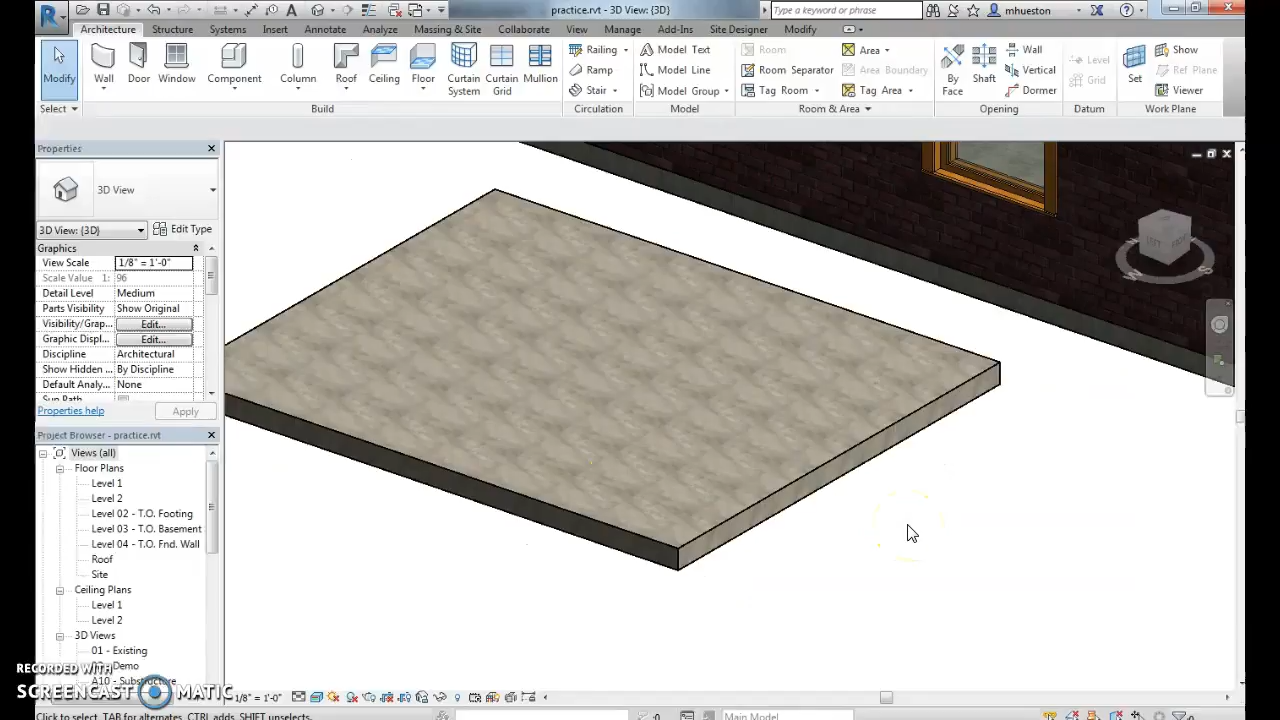 practice.rvt - 3D View: {3D}
Type a keyword or phrase
mhueston
Architecture Structure Systems Insert Annotate Analyze Massing & Site Collaborate View Manage Add-Ins Site Designer Modify
Modify
Wall
Door
Window
Component
Column
Roof
Ceiling
Floor
Curtain System
Curtain Grid
Mullion
Railing
Ramp
Stair
Model Text
Model Line
Model Group
Room
Room Separator
Tag Room
Area
Area Boundary
Tag Area
By Face
Shaft
Wall
Vertical
Dormer
Level
Grid
Set
Show
Ref Plane
Viewer
Select
Build
Circulation
Model
Room & Area
Opening
Datum
Work Plane
Properties
3D View
3D View: {3D}
Edit Type
Graphics
View Scale 1/8" = 1'-0"
Scale Value 1: 96
Detail Level Medium
Parts Visibility Show Original
Visibility/Grap... Edit...
Graphic Displ... Edit...
Discipline Architectural
Show Hidden ... By Discipline
Default Analy... None
Sun Path
Properties help
Apply
Project Browser - practice.rvt
Views (all)
Floor Plans
Level 1
Level 2
Level 02 - T.O. Footing
Level 03 - T.O. Basement
Level 04 - T.O. Fnd. Wall
Roof
Site
Ceiling Plans
Level 1
Level 2
3D Views
01 - Existing
RECORDED WITH
SCREENCAST MATIC
1/8" = 1'-0"
Click to select, TAB for alternates, CTRL adds, SHIFT unselects.
:0
Main Model
W
S